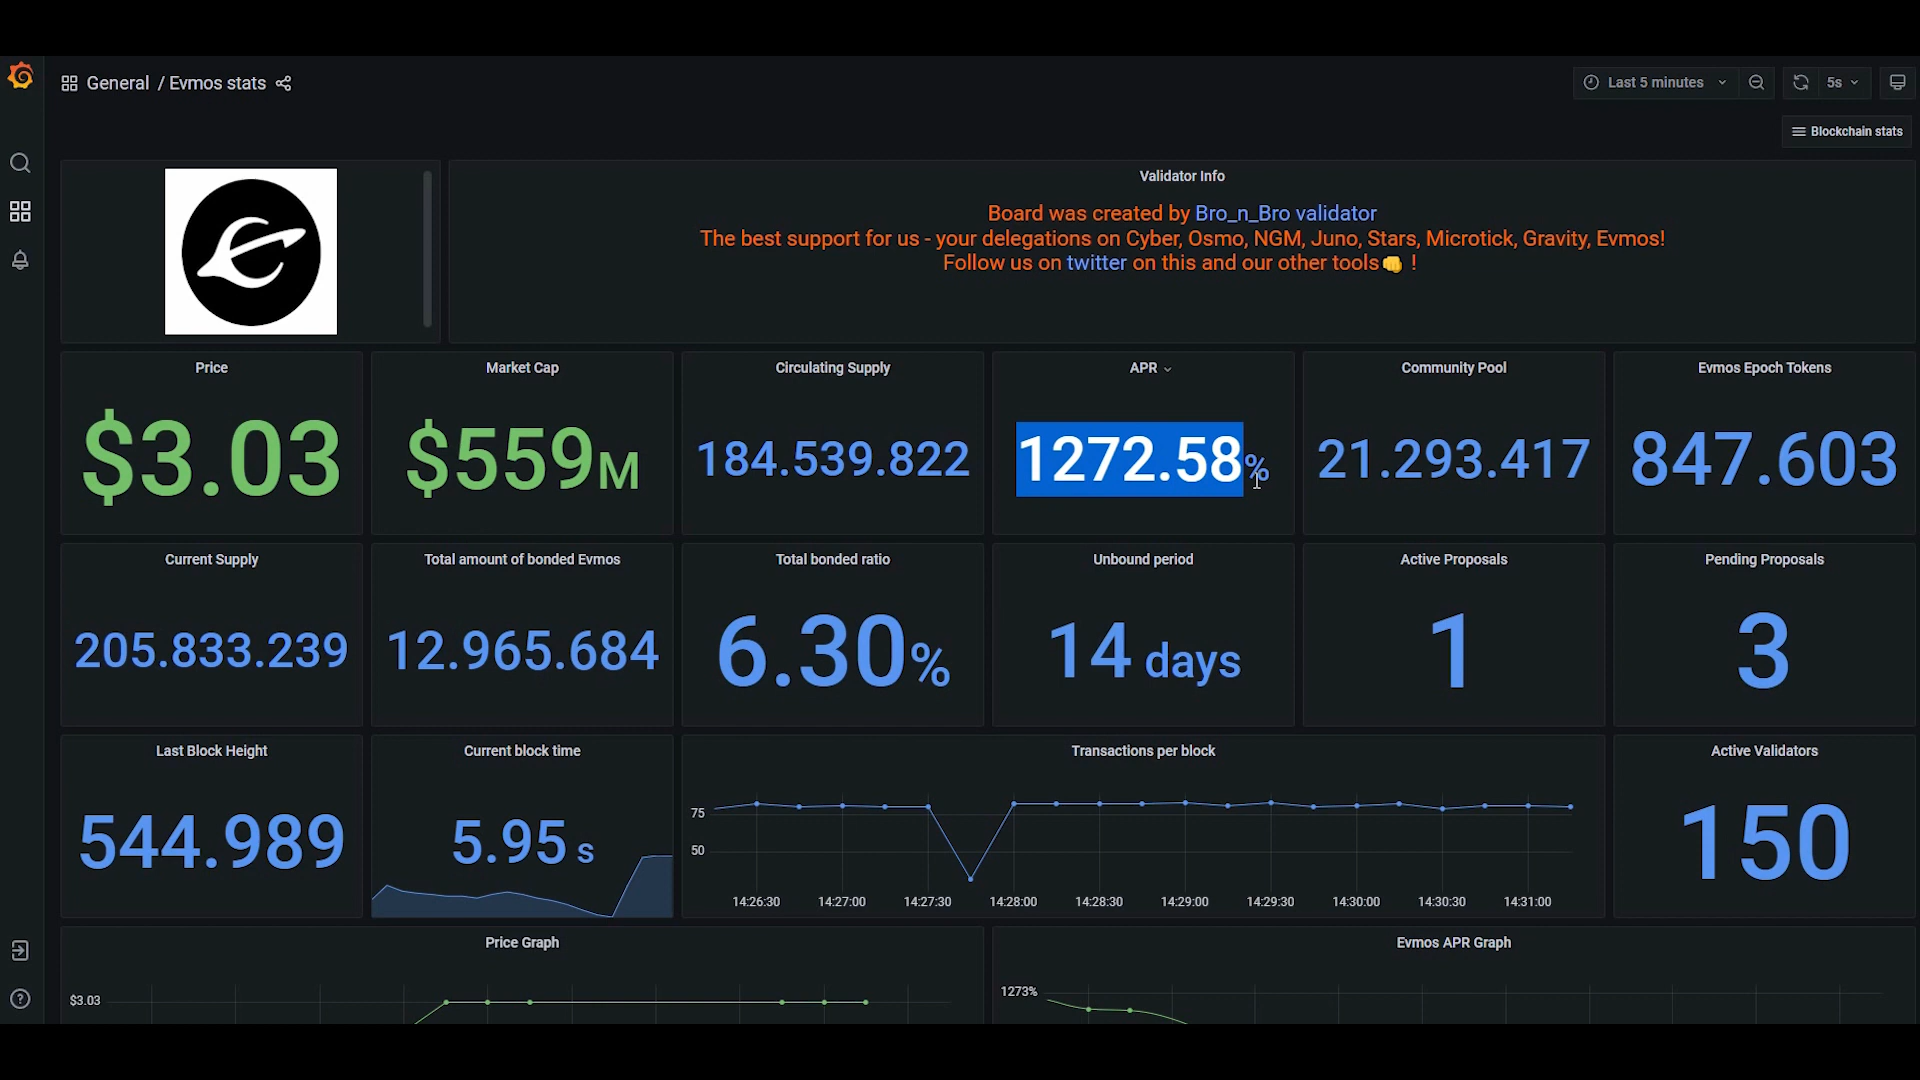 General / Evmos stats
Last 5 minutes
5s
Blockchain stats
Validator Info
Board was created by Bro_n_Bro validator
The best support for us - your delegations on Cyber, Osmo, NGM, Juno, Stars, Microtick, Gravity, Evmos!
Follow us on twitter on this and our other tools👊 !
Price
$3.03
Market Cap
$559M
Circulating Supply
184.539.822
APR
1272.58%
Community Pool
21.293.417
Evmos Epoch Tokens
847.603
Current Supply
205.833.239
Total amount of bonded Evmos
12.965.684
Total bonded ratio
6.30%
Unbound period
14 days
Active Proposals
1
Pending Proposals
3
Last Block Height
544.989
Current block time
5.95 s
Transactions per block
75
50
14:26:30 14:27:00 14:27:30 14:28:00 14:28:30 14:29:00 14:29:30 14:30:00 14:30:30 14:31:00
Active Validators
150
Price Graph
$3.03
Evmos APR Graph
1273%